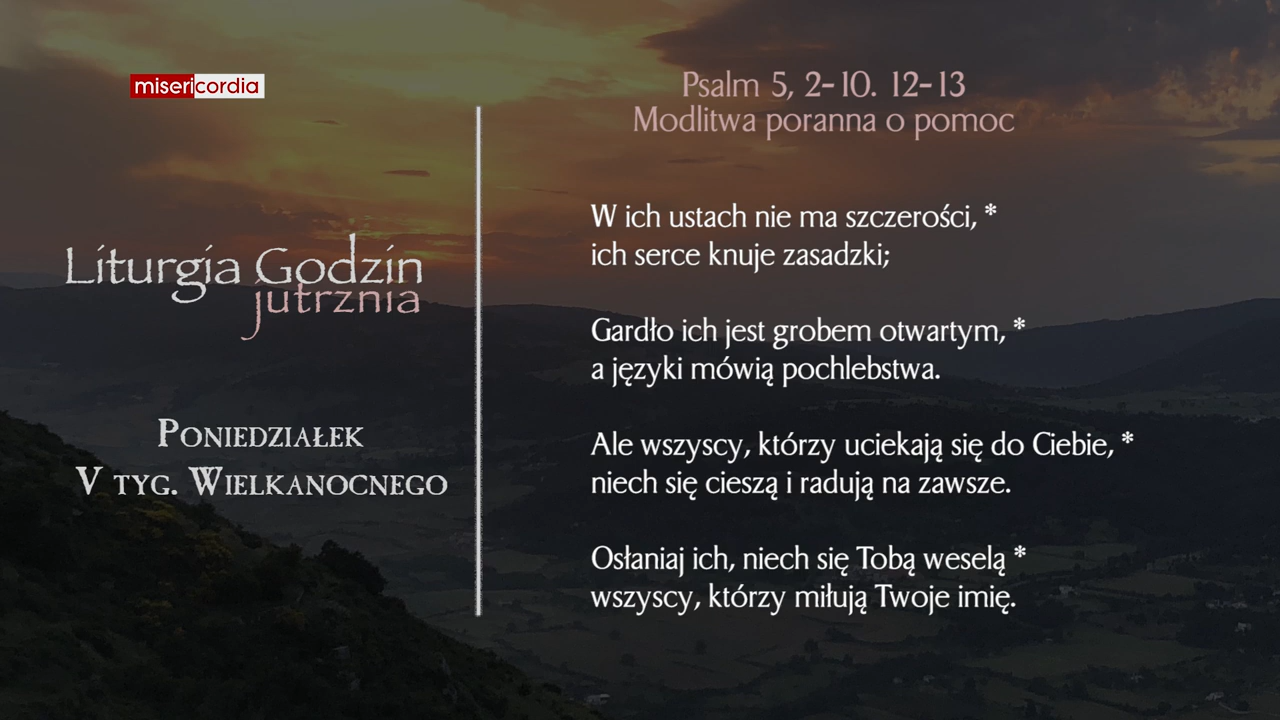 misericordia
Liturgia Godzin
jutrznia
Poniedziałek
V tyg. Wielkanocnego
Psalm 5, 2-10. 12-13
Modlitwa poranna o pomoc
W ich ustach nie ma szczerości, *
ich serce knuje zasadzki;
Gardło ich jest grobem otwartym, *
a języki mówią pochlebstwa.
Ale wszyscy, którzy uciekają się do Ciebie, *
niech się cieszą i radują na zawsze.
Osłaniaj ich, niech się Tobą weselą *
wszyscy, którzy miłują Twoje imię.